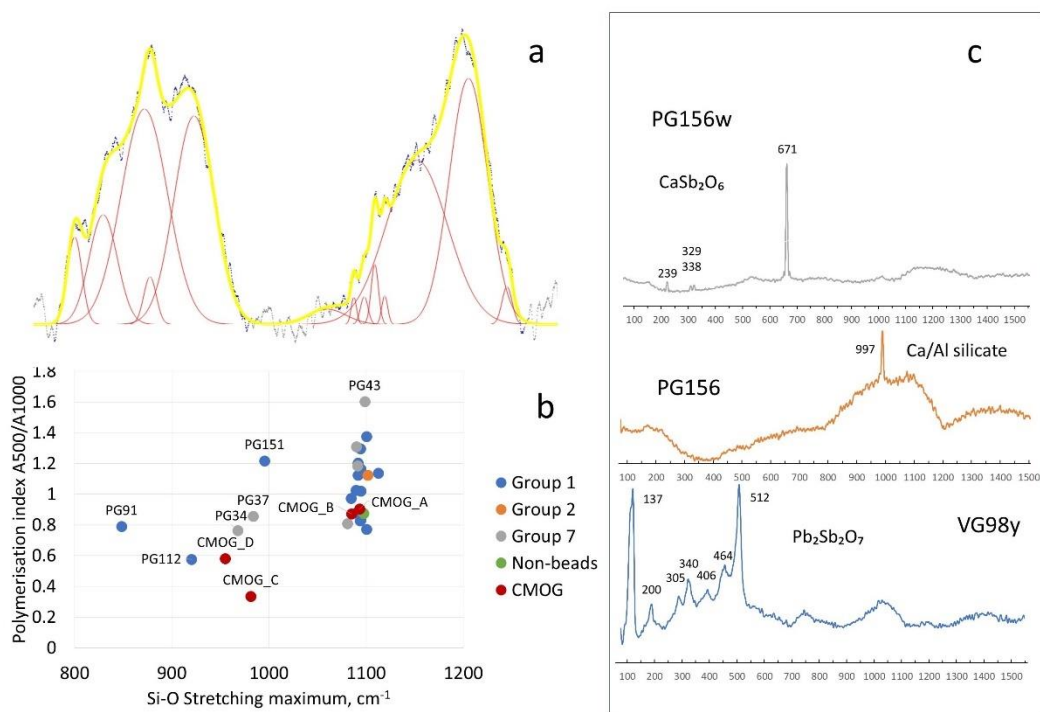 a
1.8
1.6
1.4
1.2
1
0.8
0.6
0.4
0.2
0
Polymerisation index A500/A1000
b
PG43
PG151
PG91
PG37
PG34
CMOG_B
CMOG_A
CMOG_D
PG112
CMOG_C
Group 1
Group 2
Group 7
Non-beads
CMOG
800 900 1000 1100 1200
Si-O Stretching maximum, cm⁻¹
c
PG156w
671
CaSb₂O₆
329
239 338
100 200 300 400 500 600 700 800 900 1000 1100 1200 1300 1400 1500
997 Ca/Al silicate
PG156
100 200 300 400 500 600 700 800 900 1000 1100 1200 1300 1400 1500
137 512
VG98y
Pb₂Sb₂O₇
464
340
406
305
200
100 200 300 400 500 600 700 800 900 1000 1100 1200 1300 1400 1500